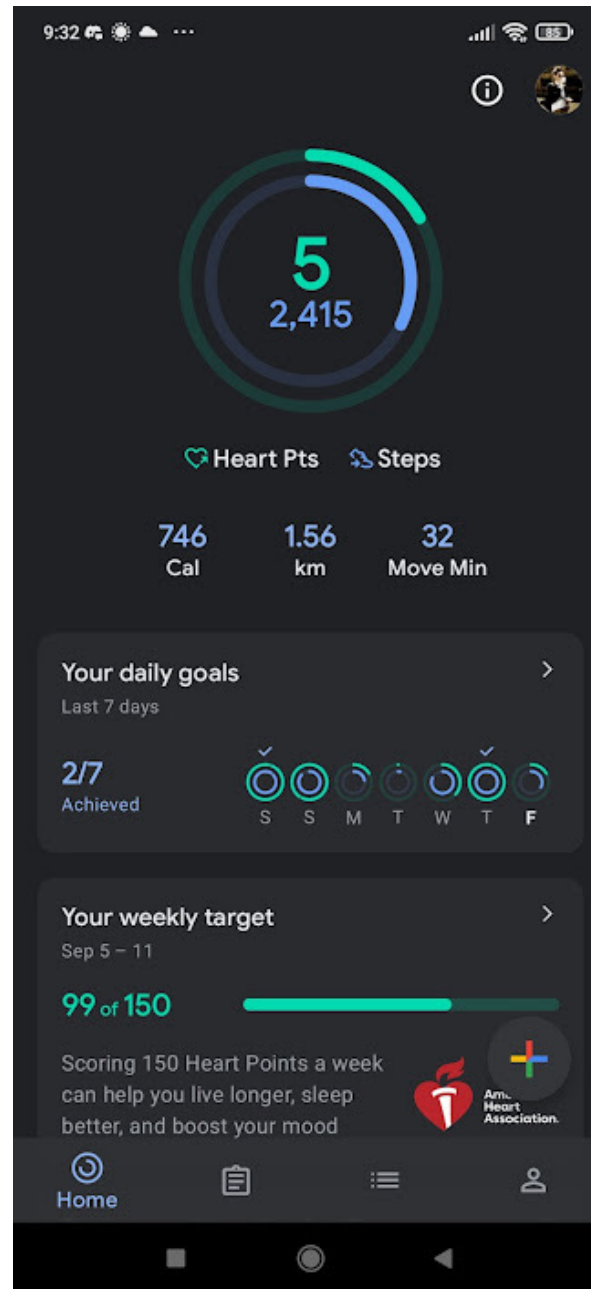 9:32
85
5
2,415
Heart Pts Steps
746 1.56 32
Cal km Move Min
Your daily goals
Last 7 days
2/7
Achieved
S S M T W T F
Your weekly target
Sep 5 – 11
99 of 150
Scoring 150 Heart Points a week
can help you live longer, sleep
better, and boost your mood
Heart
Association.
Home